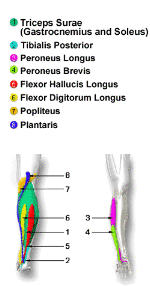 1 Triceps Surae
(Gastrocnemius and Soleus)
2 Tibialis Posterior
3 Peroneus Longus
4 Peroneus Brevis
5 Flexor Hallucis Longus
6 Flexor Digitorum Longus
7 Popliteus
8 Plantaris
8
7
6
1
5
2
3
4